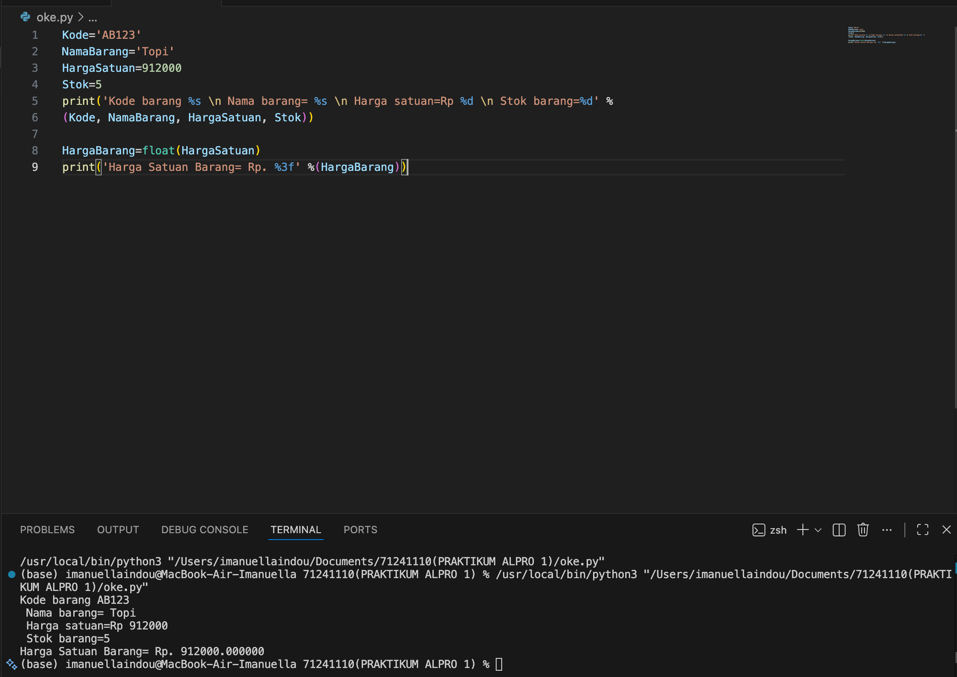 oke.py > ...
1 Kode='AB123'
2 NamaBarang='Topi'
3 HargaSatuan=912000
4 Stok=5
5 print('Kode barang %s \n Nama barang= %s \n Harga satuan=Rp %d \n Stok barang=%d' %
6 (Kode, NamaBarang, HargaSatuan, Stok))
7
8 HargaBarang=float(HargaSatuan)
9 print('Harga Satuan Barang= Rp. %3f' %(HargaBarang))
PROBLEMS OUTPUT DEBUG CONSOLE TERMINAL PORTS zsh
/usr/local/bin/python3 "/Users/imanuellaindou/Documents/71241110(PRAKTIKUM ALPRO 1)/oke.py"
(base) imanuellaindou@MacBook-Air-Imanuella 71241110(PRAKTIKUM ALPRO 1) % /usr/local/bin/python3 "/Users/imanuellaindou/Documents/71241110(PRAKTI
KUM ALPRO 1)/oke.py"
Kode barang AB123
 Nama barang= Topi
 Harga satuan=Rp 912000
 Stok barang=5
Harga Satuan Barang= Rp. 912000.000000
(base) imanuellaindou@MacBook-Air-Imanuella 71241110(PRAKTIKUM ALPRO 1) %